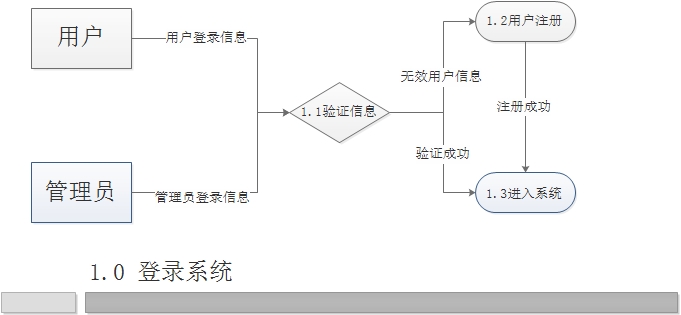 用户
用户登录信息
1.2用户注册
无效用户信息
1.1验证信息
注册成功
验证成功
管理员
管理员登录信息
1.3进入系统
1.0 登录系统